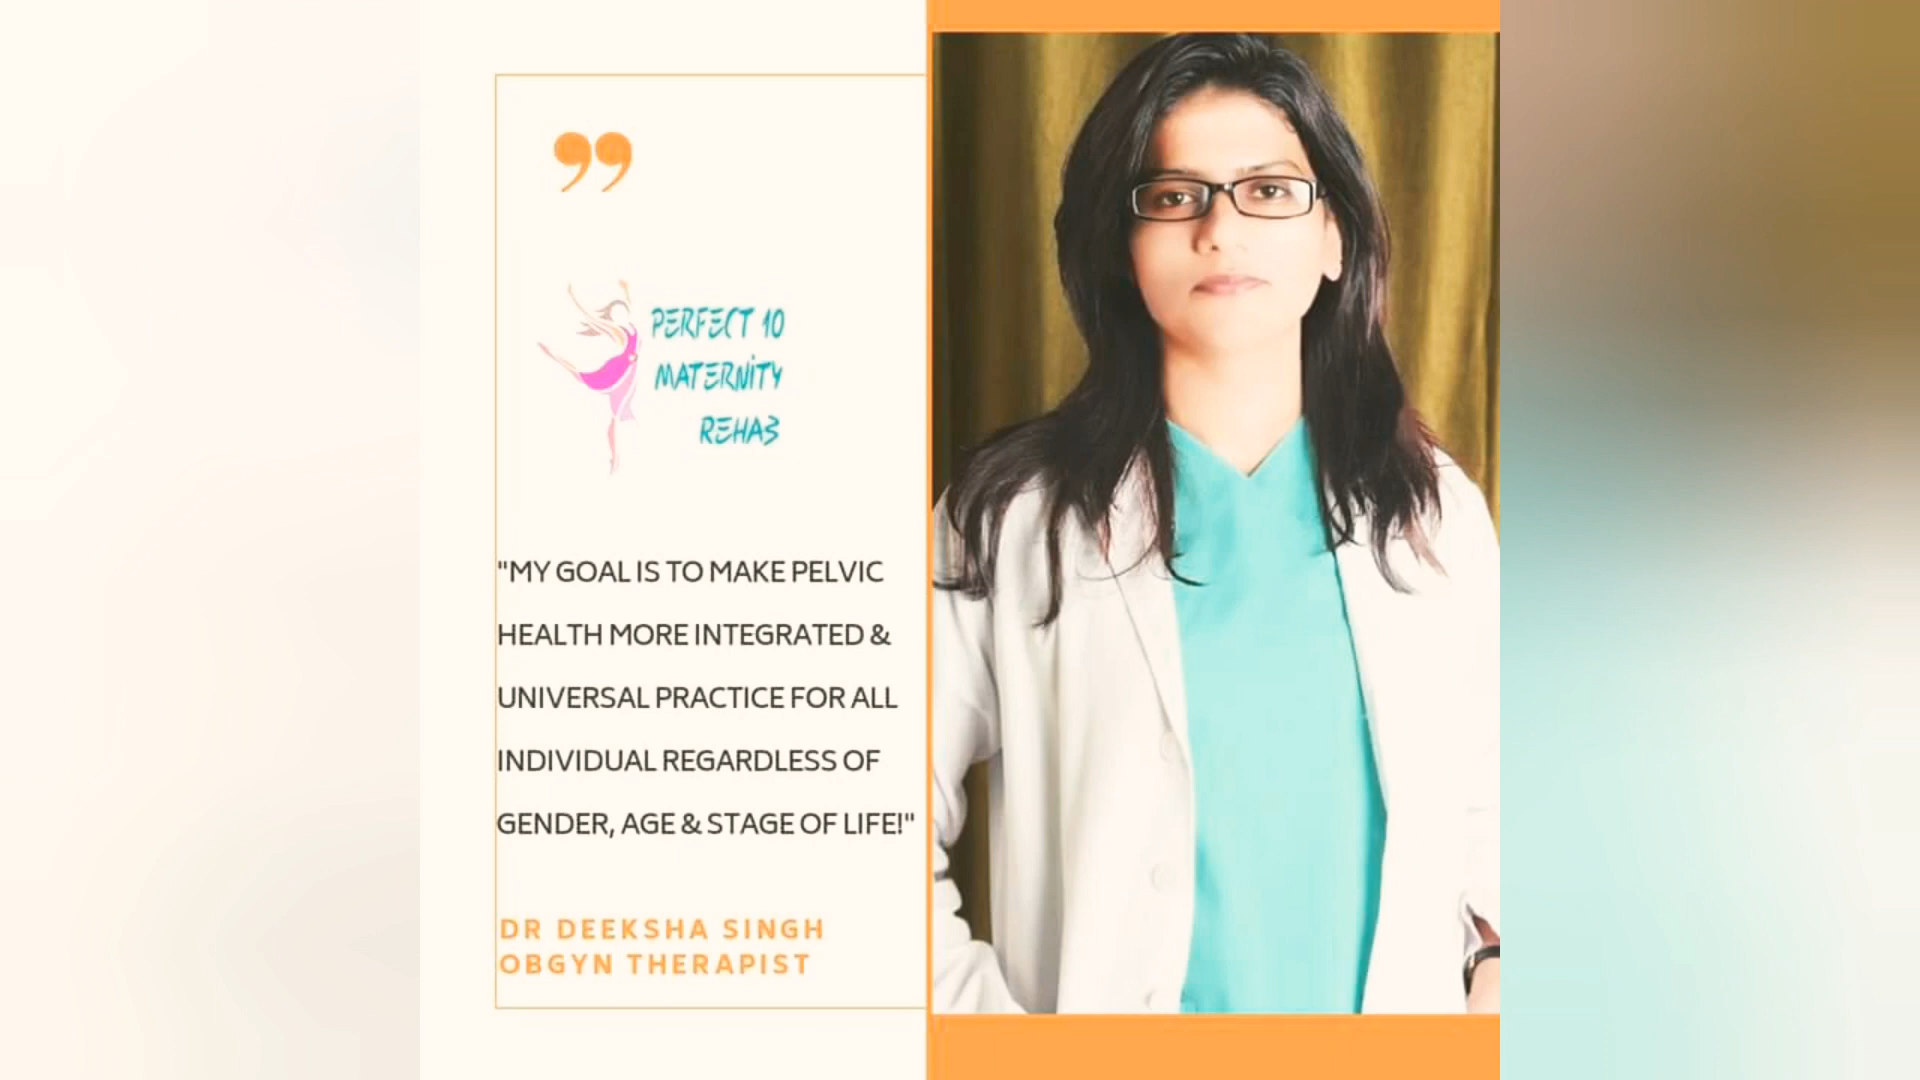 ”
PERFECT 10
MATERNITY
REHAB
"MY GOAL IS TO MAKE PELVIC
HEALTH MORE INTEGRATED &
UNIVERSAL PRACTICE FOR ALL
INDIVIDUAL REGARDLESS OF
GENDER, AGE & STAGE OF LIFE!"
DR DEEKSHA SINGH
OBGYN THERAPIST